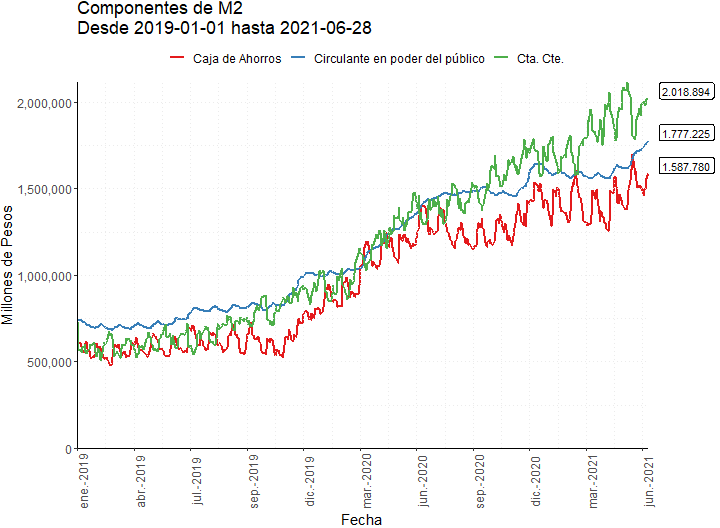 Componentes de M2
Desde 2019-01-01 hasta 2021-06-28
Caja de Ahorros
Circulante en poder del público
Cta. Cte.
Millones de Pesos
2,000,000
1,500,000
1,000,000
500,000
0
2.018.894
1.777.225
1.587.780
ene.-2019
abr.-2019
jul.-2019
sep.-2019
dic.-2019
mar.-2020
jun.-2020
sep.-2020
dic.-2020
mar.-2021
jun.-2021
Fecha